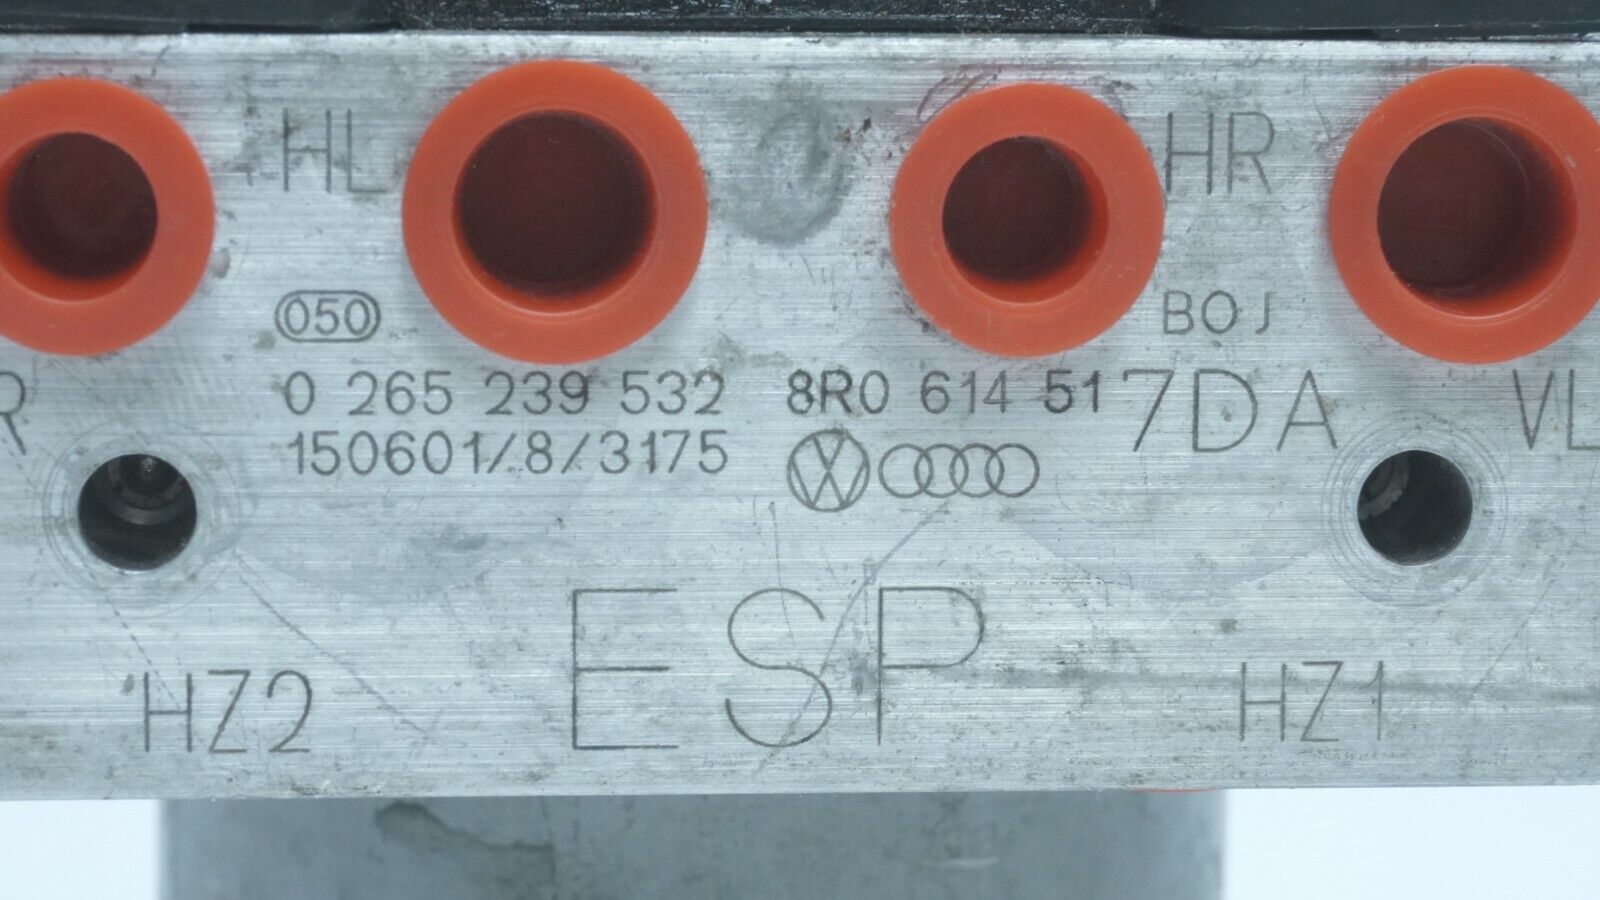 HL
HR
050
BOJ
0 265 239 532
8R0 614 517DA
150601/8/3175
R
VL
ESP
HZ2
HZ1